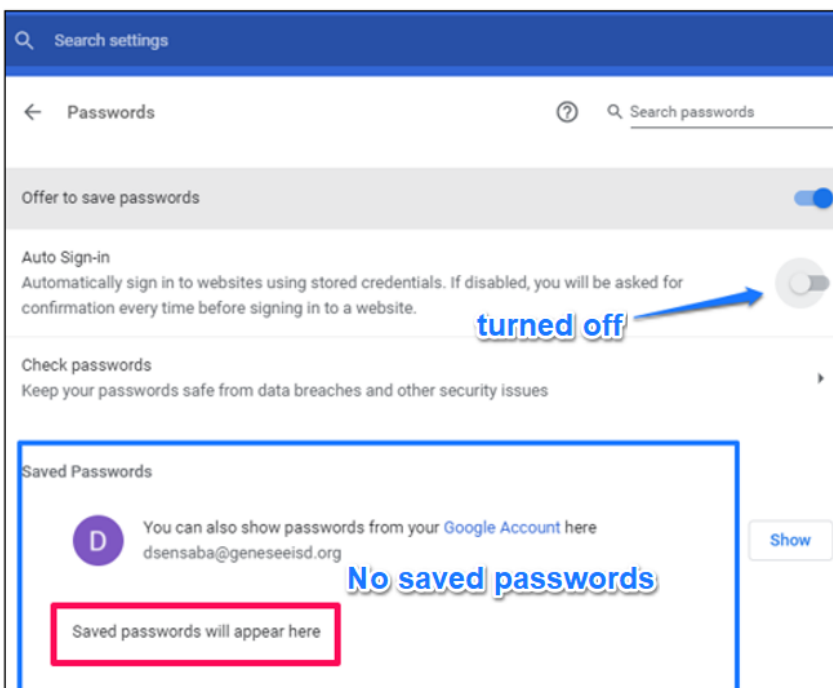 Search settings
Passwords
Search passwords
Offer to save passwords
Auto Sign-in
Automatically sign in to websites using stored credentials. If disabled, you will be asked for
confirmation every time before signing in to a website.
turned off
Check passwords
Keep your passwords safe from data breaches and other security issues
Saved Passwords
D
You can also show passwords from your Google Account here
dsensaba@geneseeisd.org
Show
No saved passwords
Saved passwords will appear here